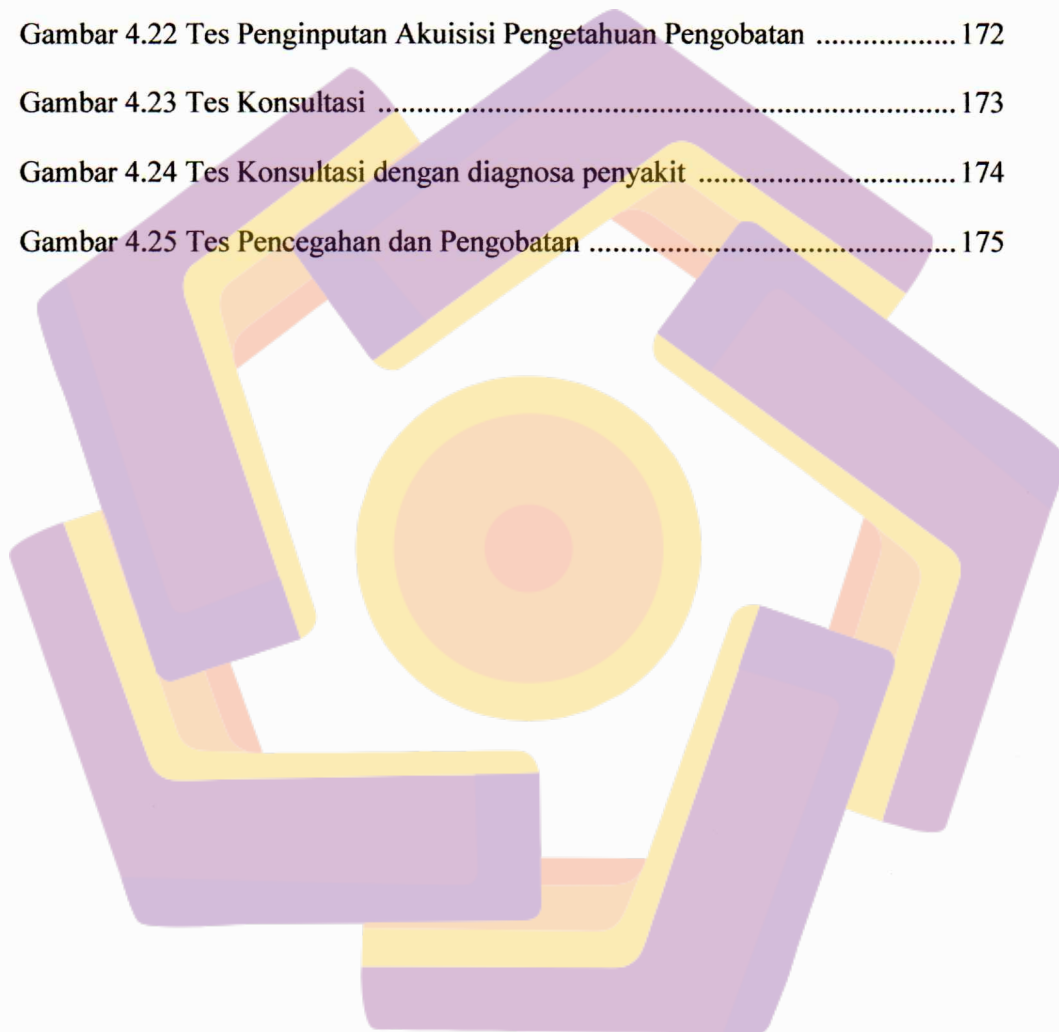 Gambar 4.22 Tes Penginputan Akuisisi Pengetahuan Pengobatan .................. 172
Gambar 4.23 Tes Konsultasi ........................................................................... 173
Gambar 4.24 Tes Konsultasi dengan diagnosa penyakit ................................. 174
Gambar 4.25 Tes Pencegahan dan Pengobatan ............................................... 175